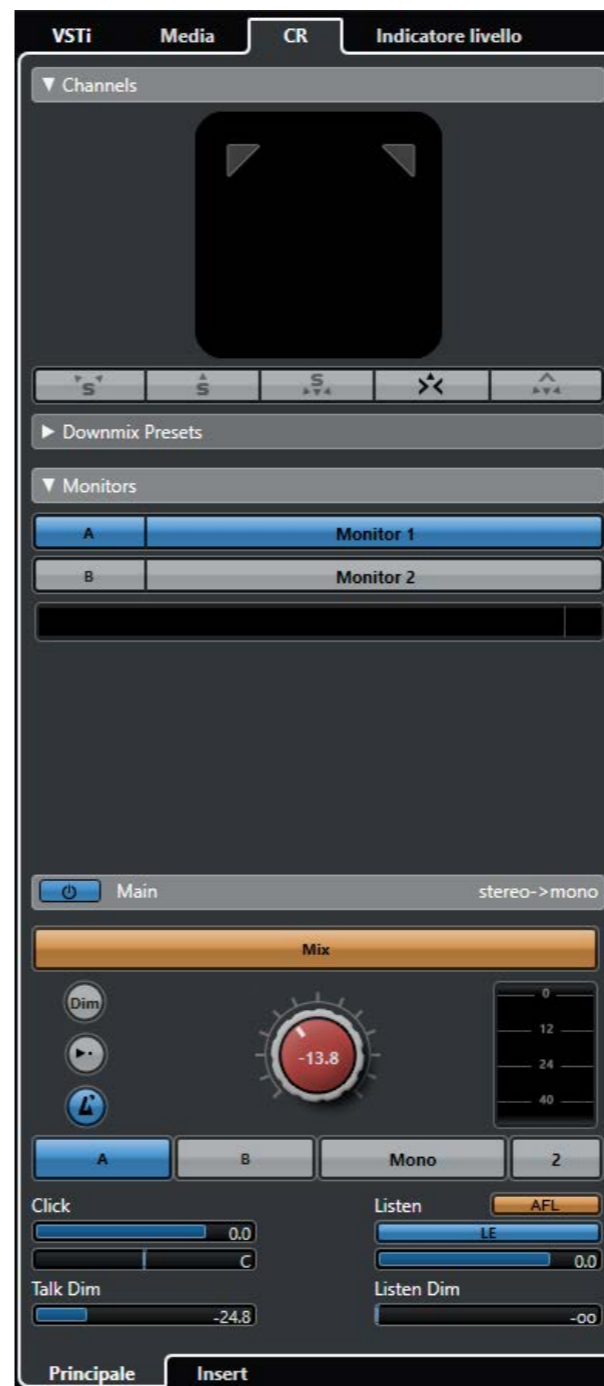 VSTi Media CR Indicatore livello
Channels
S S S
Downmix Presets
Monitors
A Monitor 1
B Monitor 2
Main stereo->mono
Mix
Dim
-13.8
0
12
24
40
A B Mono 2
Click Listen AFL
0.0 LE
C 0.0
Talk Dim Listen Dim
-24.8 -oo
Principale Insert